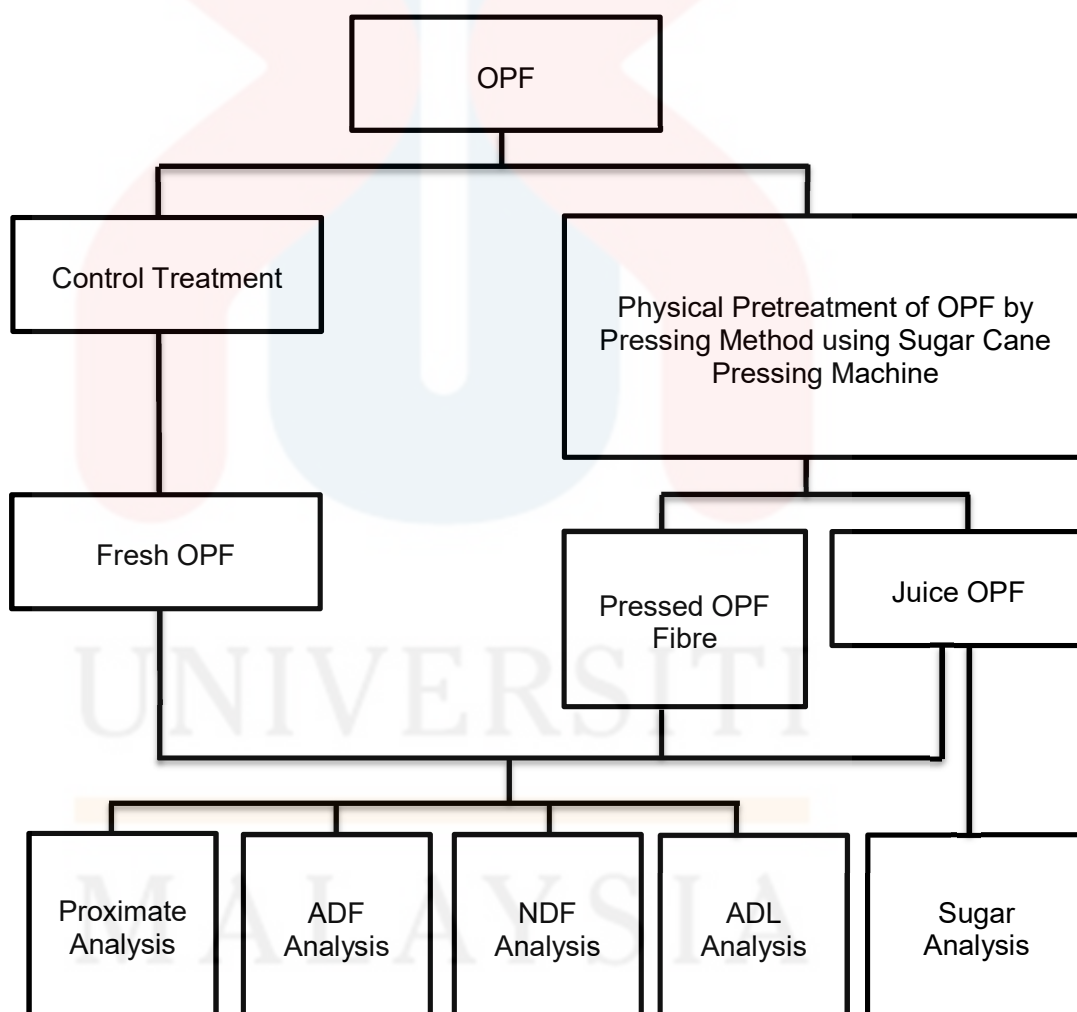 OPF
Control Treatment
Physical Pretreatment of OPF by
Pressing Method using Sugar Cane
Pressing Machine
Fresh OPF
Pressed OPF
Fibre
Juice OPF
UNIVERSITI
Proximate
Analysis
ADF
Analysis
NDF
Analysis
ADL
Analysis
Sugar
Analysis
MALAYSIA